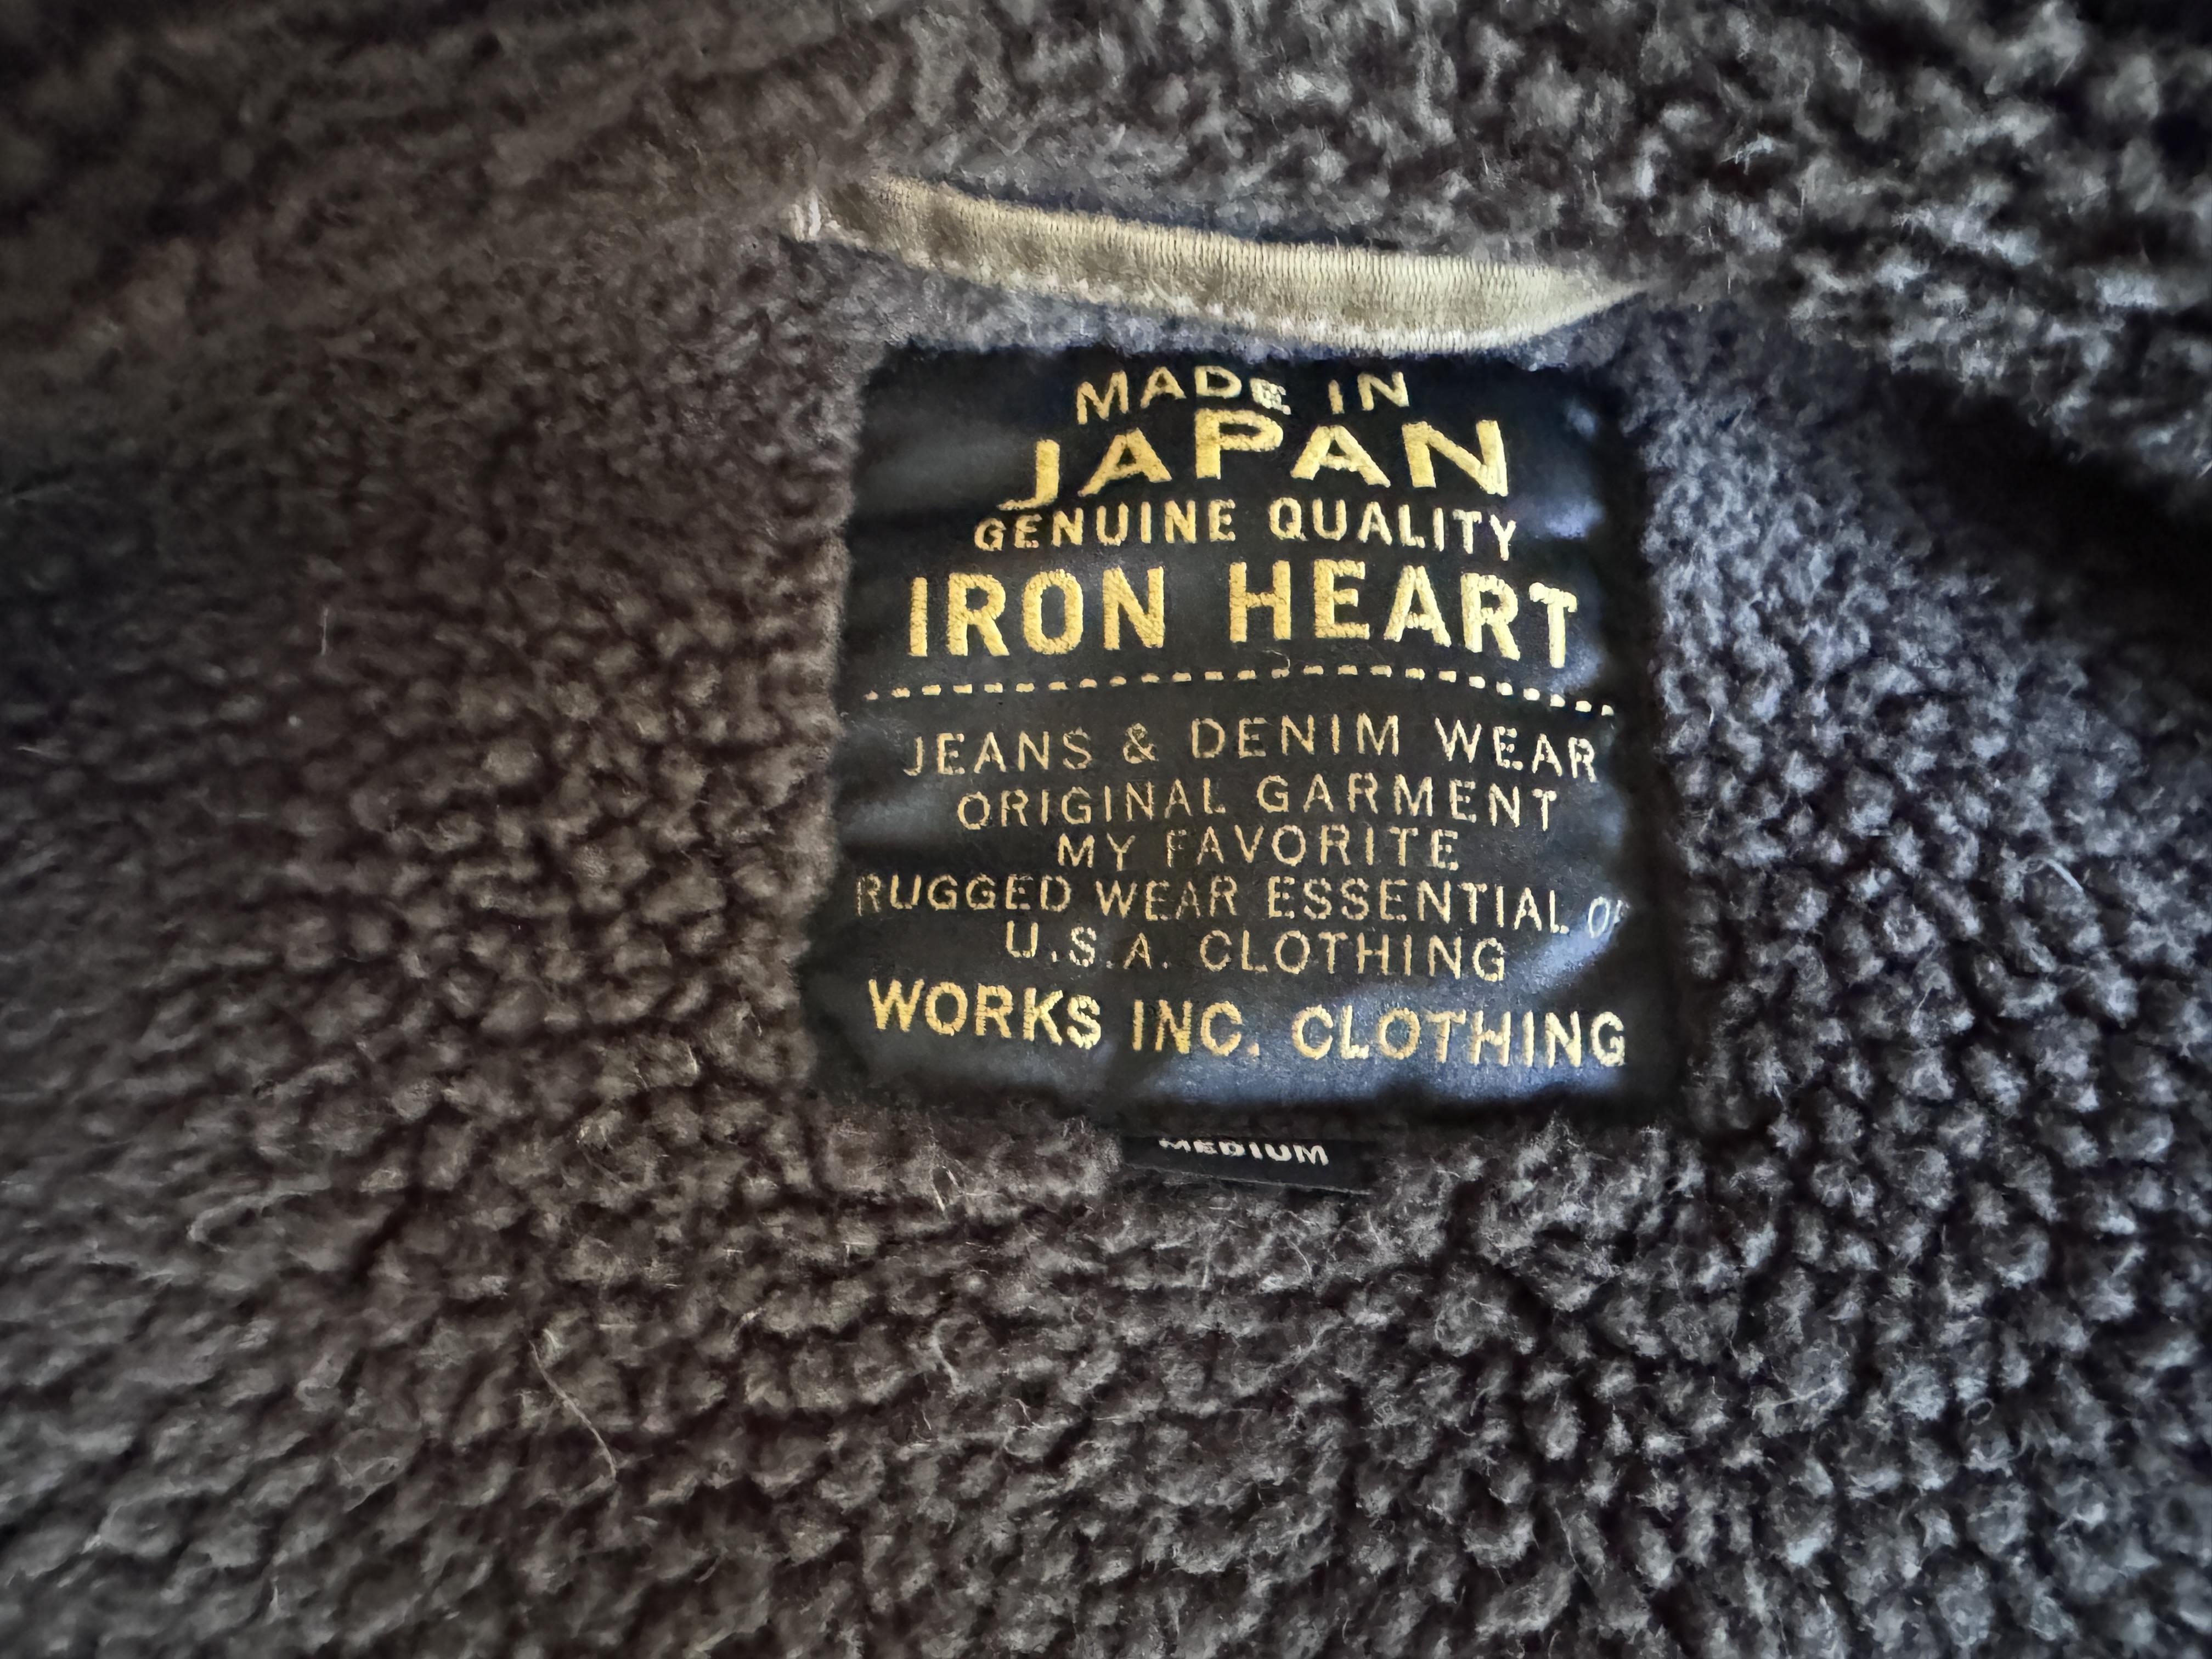 MADE IN
JAPAN
GENUINE QUALITY
IRON HEART
JEANS & DENIM WEAR
ORIGINAL GARMENT
MY FAVORITE
RUGGED WEAR ESSENTIAL OF
U.S.A. CLOTHING
WORKS INC. CLOTHING
MEDIUM